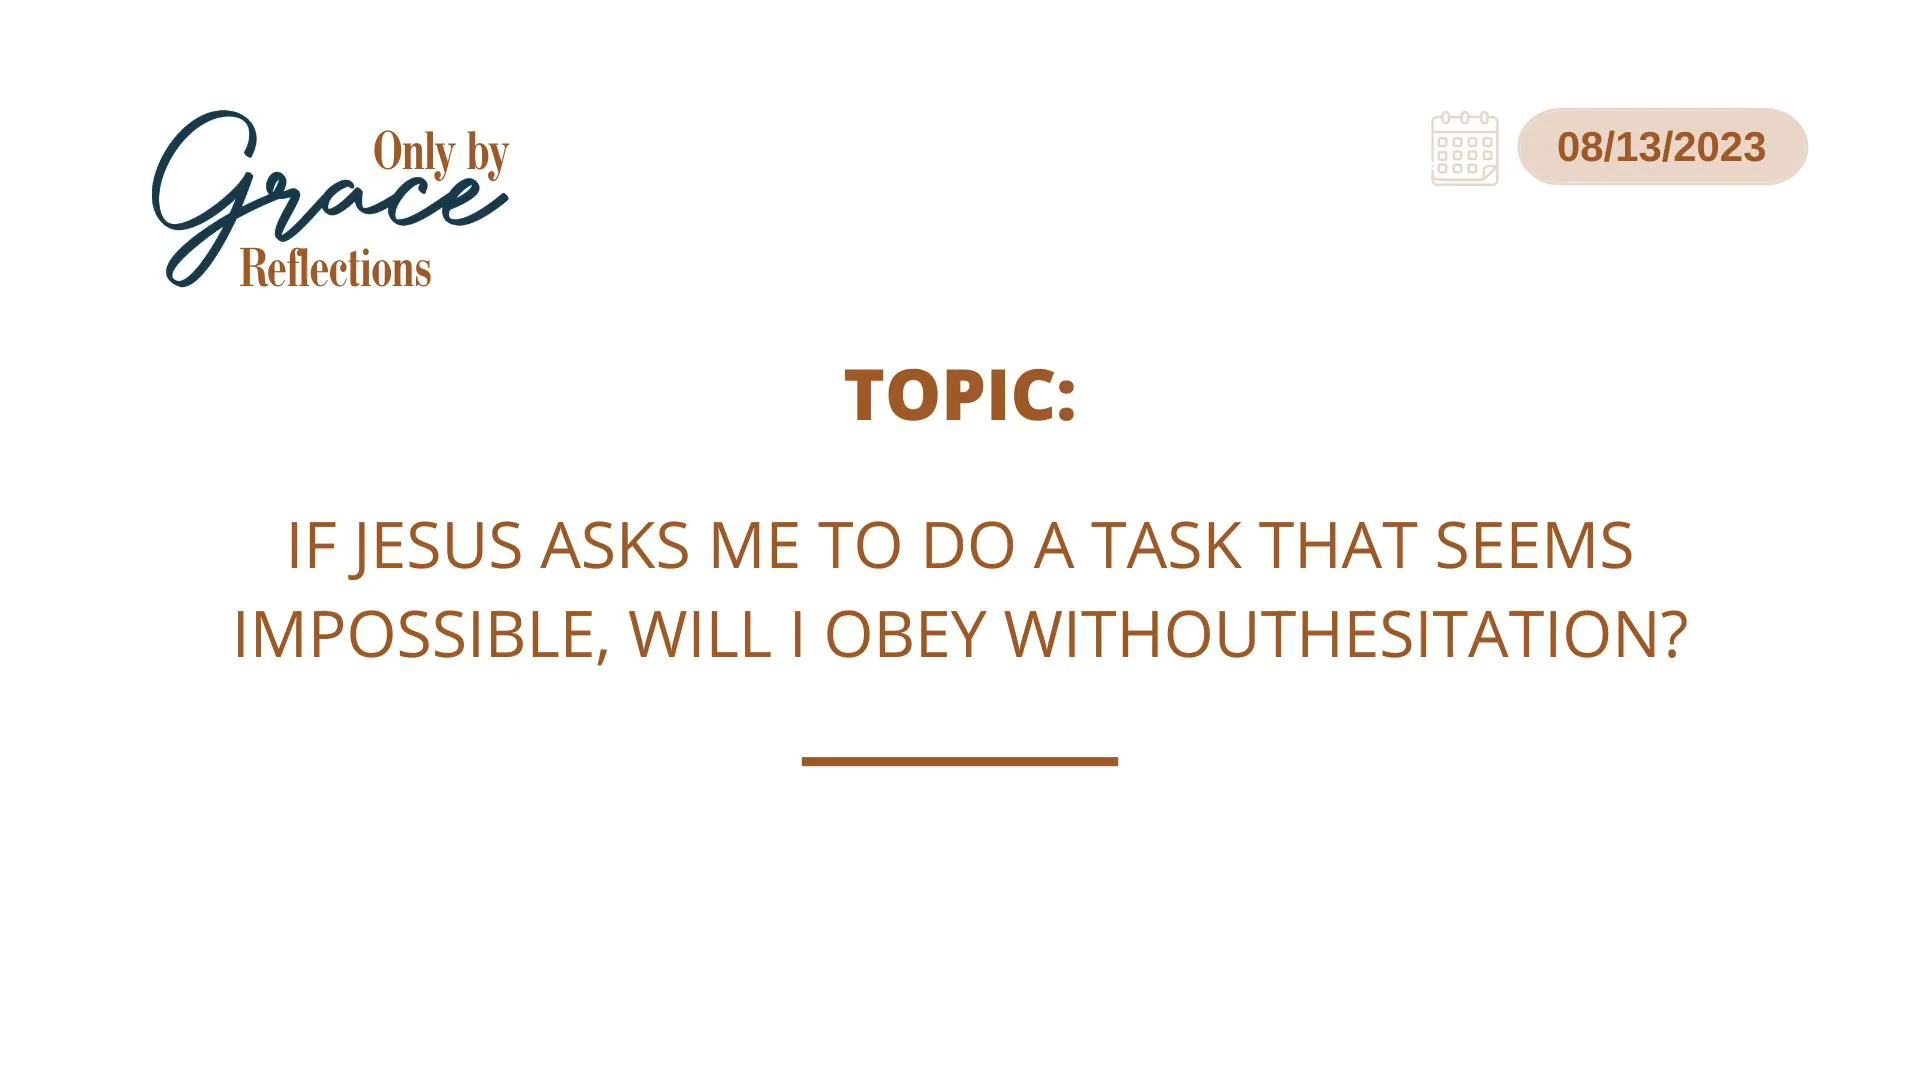 Only by
Grace
Reflections
08/13/2023
TOPIC:
IF JESUS ASKS ME TO DO A TASK THAT SEEMS
IMPOSSIBLE, WILL I OBEY WITHOUTHESITATION?